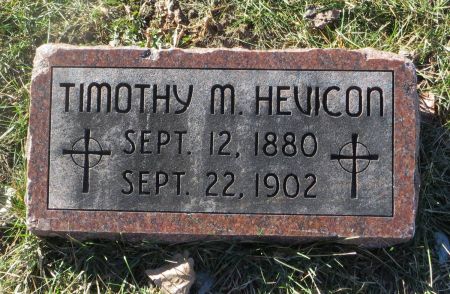 TIMOTHY M. HEVICON
SEPT. 12, 1880
SEPT. 22, 1902